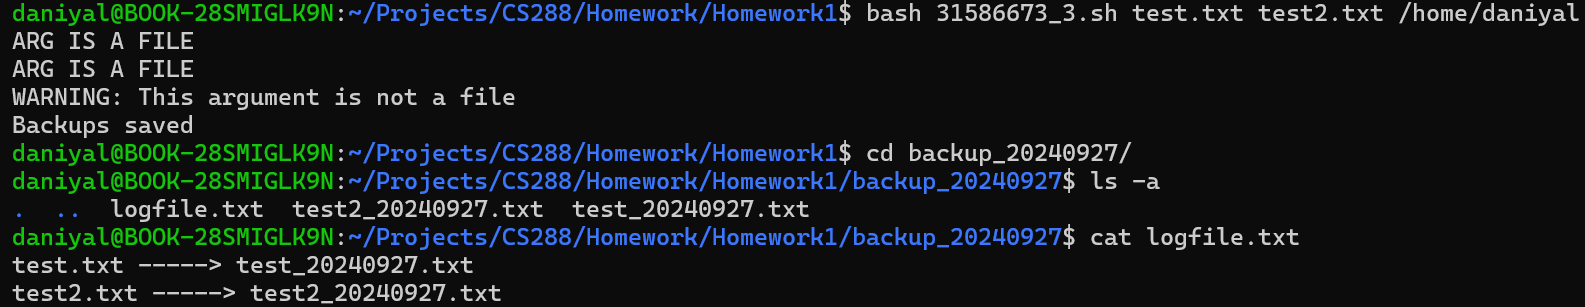 daniyal@BOOK-28SMIGLK9N:~/Projects/CS288/Homework/Homework1$ bash 31586673_3.sh test.txt test2.txt /home/daniyal
ARG IS A FILE
ARG IS A FILE
WARNING: This argument is not a file
Backups saved
daniyal@BOOK-28SMIGLK9N:~/Projects/CS288/Homework/Homework1$ cd backup_20240927/
daniyal@BOOK-28SMIGLK9N:~/Projects/CS288/Homework/Homework1/backup_20240927$ ls -a
.  ..  logfile.txt  test2_20240927.txt  test_20240927.txt
daniyal@BOOK-28SMIGLK9N:~/Projects/CS288/Homework/Homework1/backup_20240927$ cat logfile.txt
test.txt -----> test_20240927.txt
test2.txt -----> test2_20240927.txt